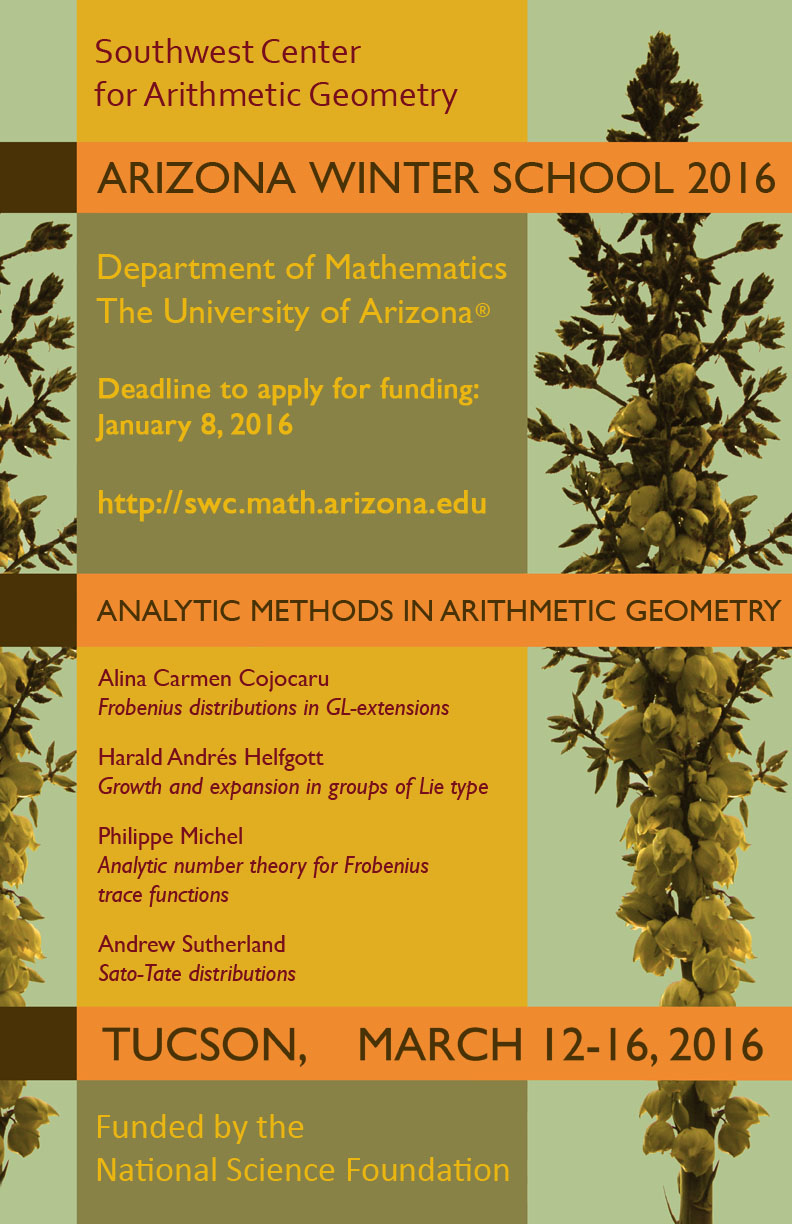 Southwest Center
for Arithmetic Geometry
ARIZONA WINTER SCHOOL 2016
Department of Mathematics
The University of Arizona®
Deadline to apply for funding:
January 8, 2016
http://swc.math.arizona.edu
ANALYTIC METHODS IN ARITHMETIC GEOMETRY
Alina Carmen Cojocaru
Frobenius distributions in GL-extensions
Harald Andrés Helfgott
Growth and expansion in groups of Lie type
Philippe Michel
Analytic number theory for Frobenius
trace functions
Andrew Sutherland
Sato-Tate distributions
TUCSON, MARCH 12-16, 2016
Funded by the
National Science Foundation